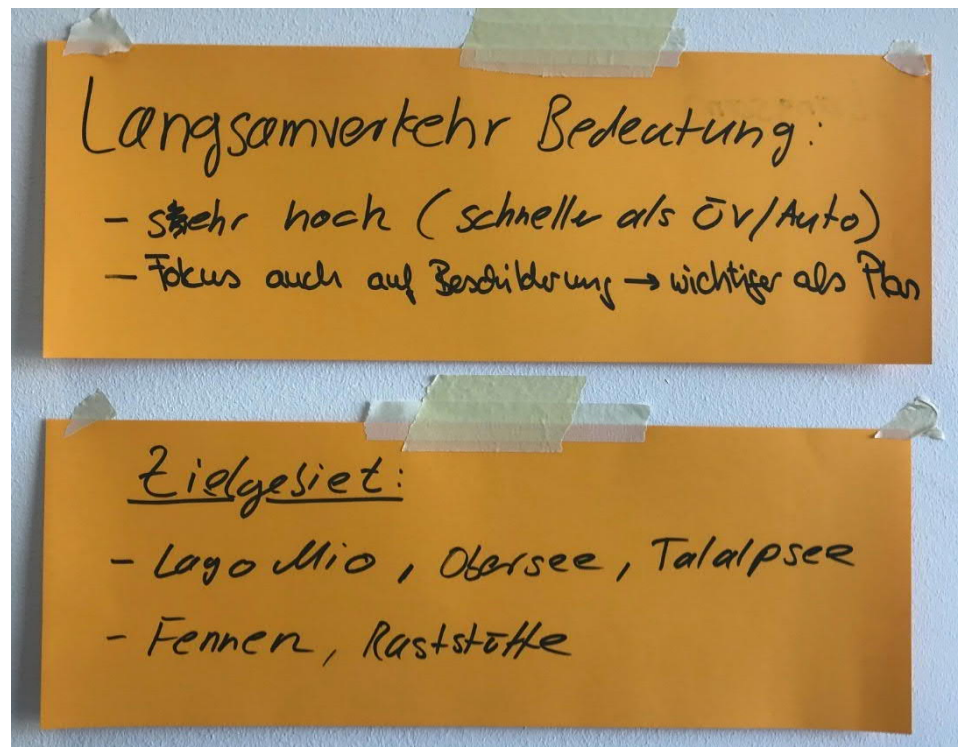 Langsamverkehr Bedeutung:
- sehr hoch (schneller als ÖV/Auto)
- Fokus auch auf Beschilderung → wichtiger als Plan
Zielgebiet:
- Lago Mio, Obersee, Talalpsee
- Fennen, Raststätte